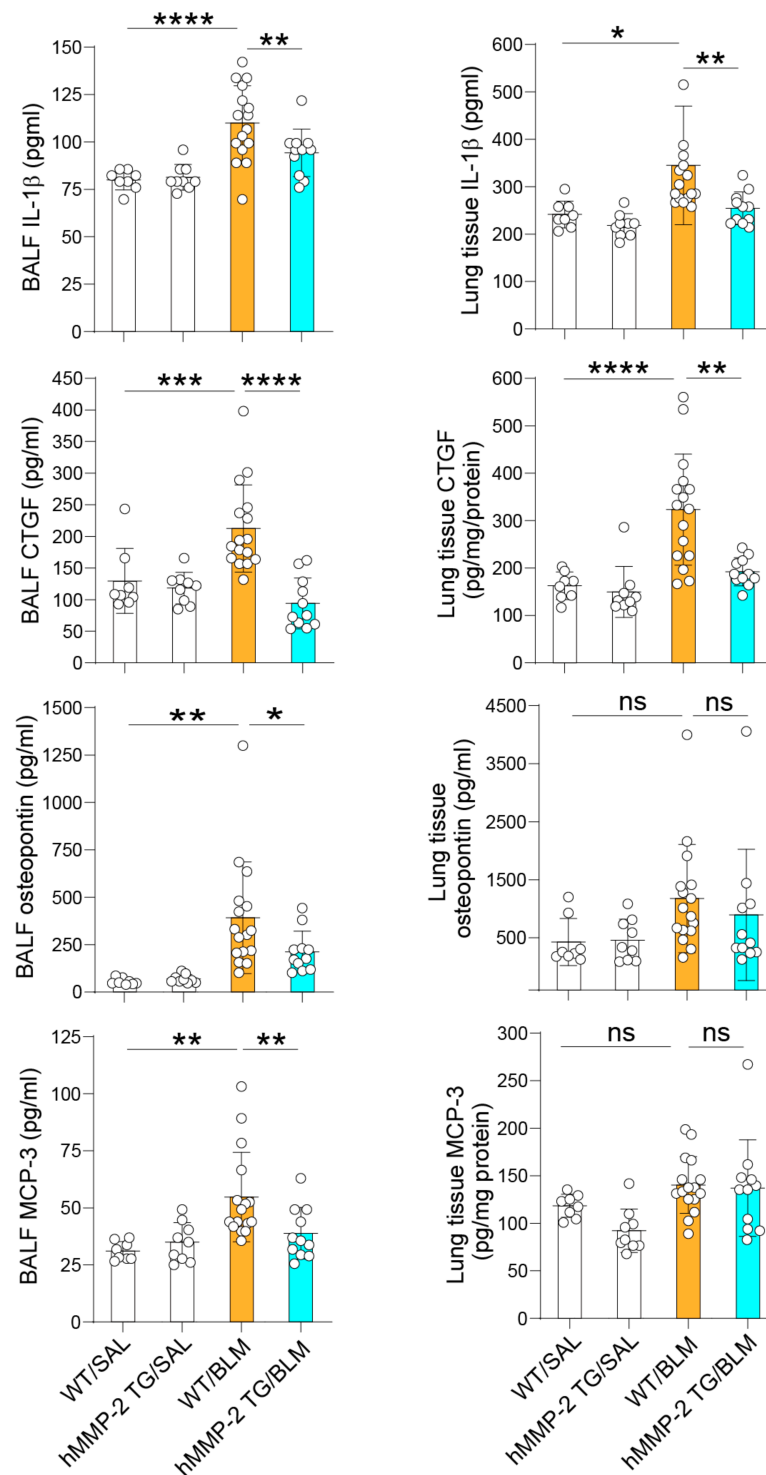 **** **
BALF IL-1β (pgml)
150
125
100
75
50
25
0
* **
Lung tissue IL-1β (pgml)
600
500
400
300
200
100
0
*** ****
BALF CTGF (pg/ml)
450
400
350
300
250
200
150
100
50
0
**** **
Lung tissue CTGF
(pg/mg/protein)
600
500
400
300
200
100
0
** *
BALF osteopontin (pg/ml)
1500
1250
1000
750
500
250
0
ns ns
Lung tissue
osteopontin (pg/ml)
4500
3500
2500
1500
500
** **
BALF MCP-3 (pg/ml)
125
100
75
50
25
0
WT/SAL
hMMP-2 TG/SAL
WT/BLM
hMMP-2 TG/BLM
ns ns
Lung tissue MCP-3
(pg/mg protein)
300
250
200
150
100
50
0
WT/SAL
hMMP-2 TG/SAL
WT/BLM
hMMP-2 TG/BLM